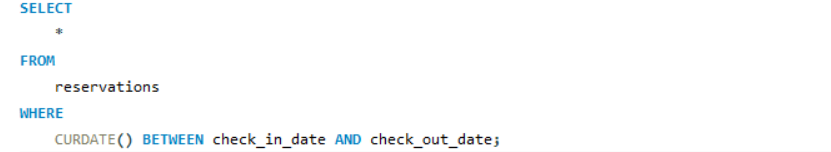 SELECT
    *
FROM
    reservations
WHERE
    CURDATE() BETWEEN check_in_date AND check_out_date;